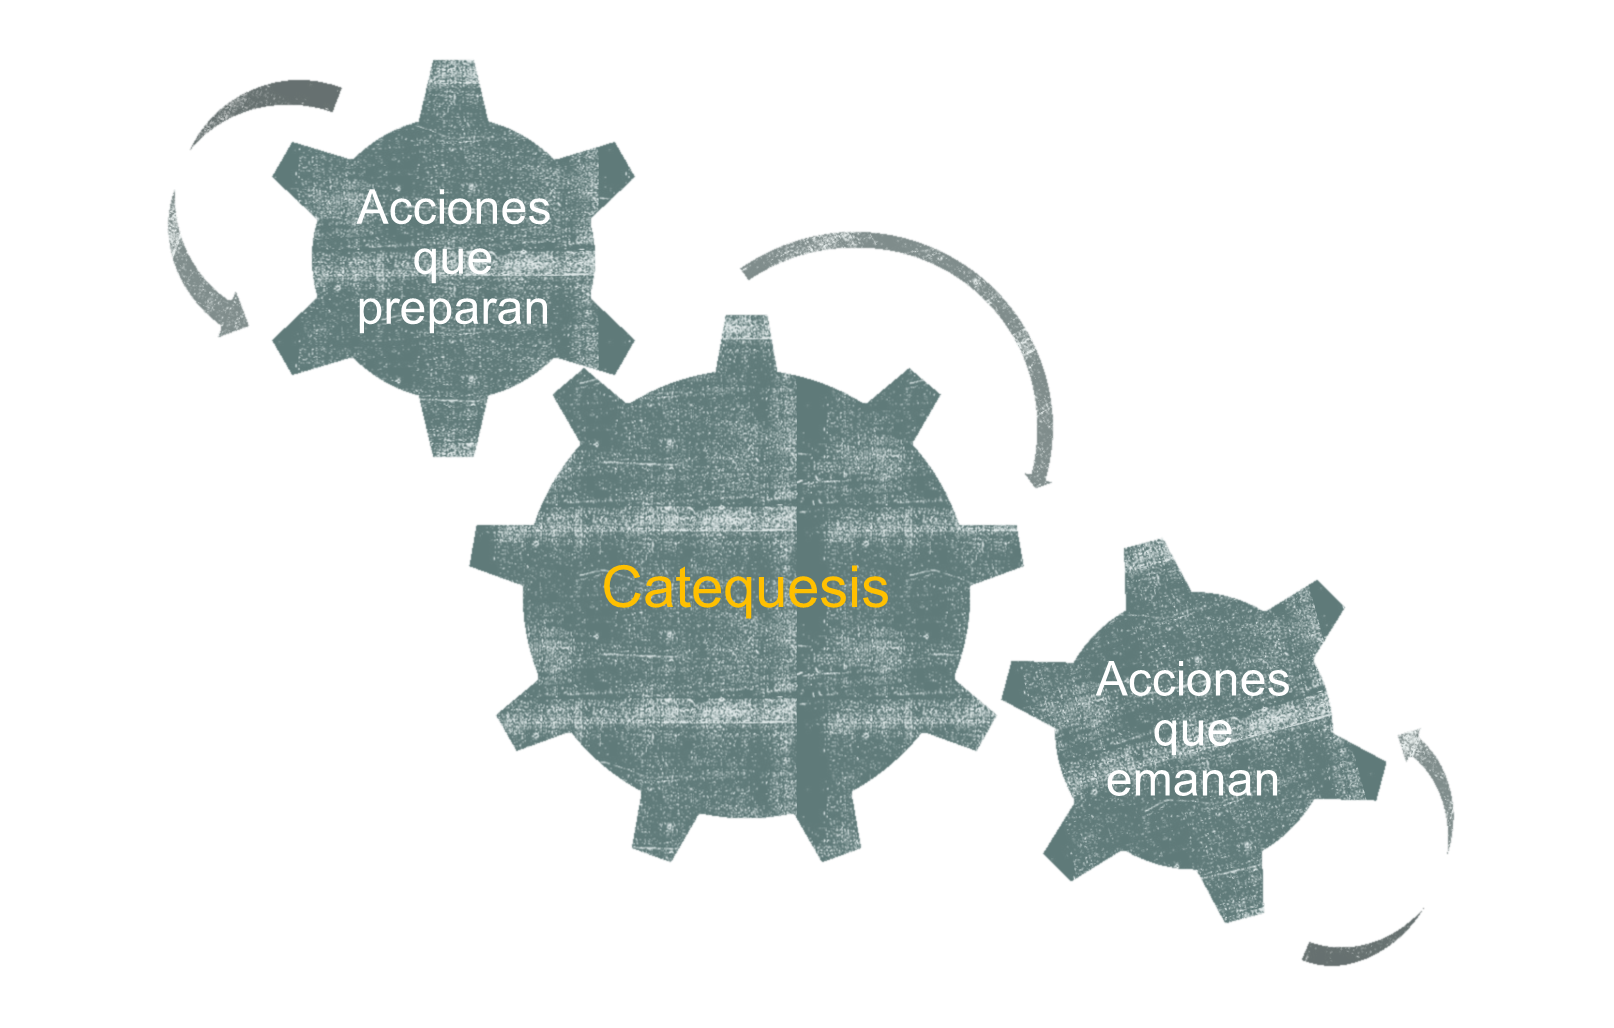 Acciones
que
preparan
Catequesis
Acciones
que
emanan